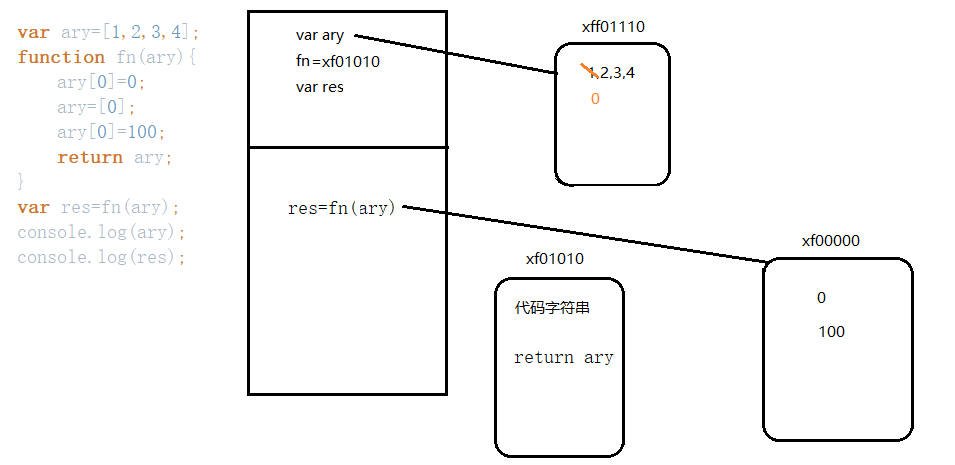 var ary=[1,2,3,4];
function fn(ary){
ary[0]=0;
ary=[0];
ary[0]=100;
return ary;
}
var res=fn(ary);
console.log(ary);
console.log(res);
var ary
fn=xf01010
var res
res=fn(ary)
xff01110
1,2,3,4
0
xf01010
代码字符串
return ary
xf00000
0
100